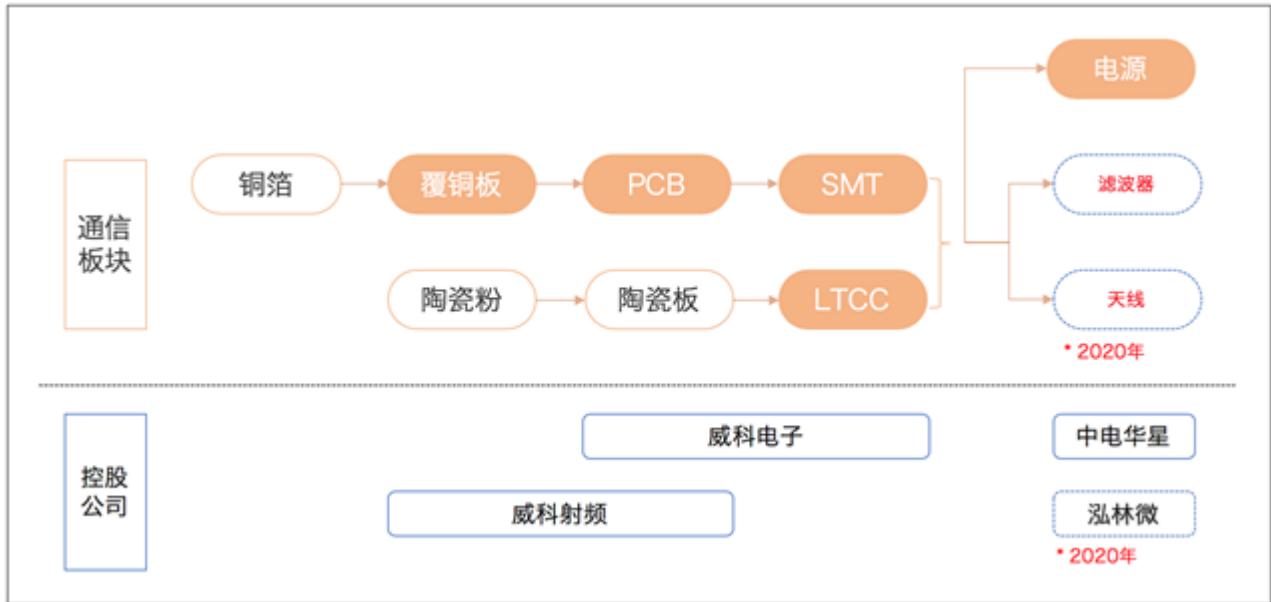 电源
铜箔
覆铜板
PCB
SMT
滤波器
通信
板块
陶瓷粉
陶瓷板
LTCC
天线
* 2020年
控股
公司
威科电子
中电华星
威科射频
泓林微
* 2020年